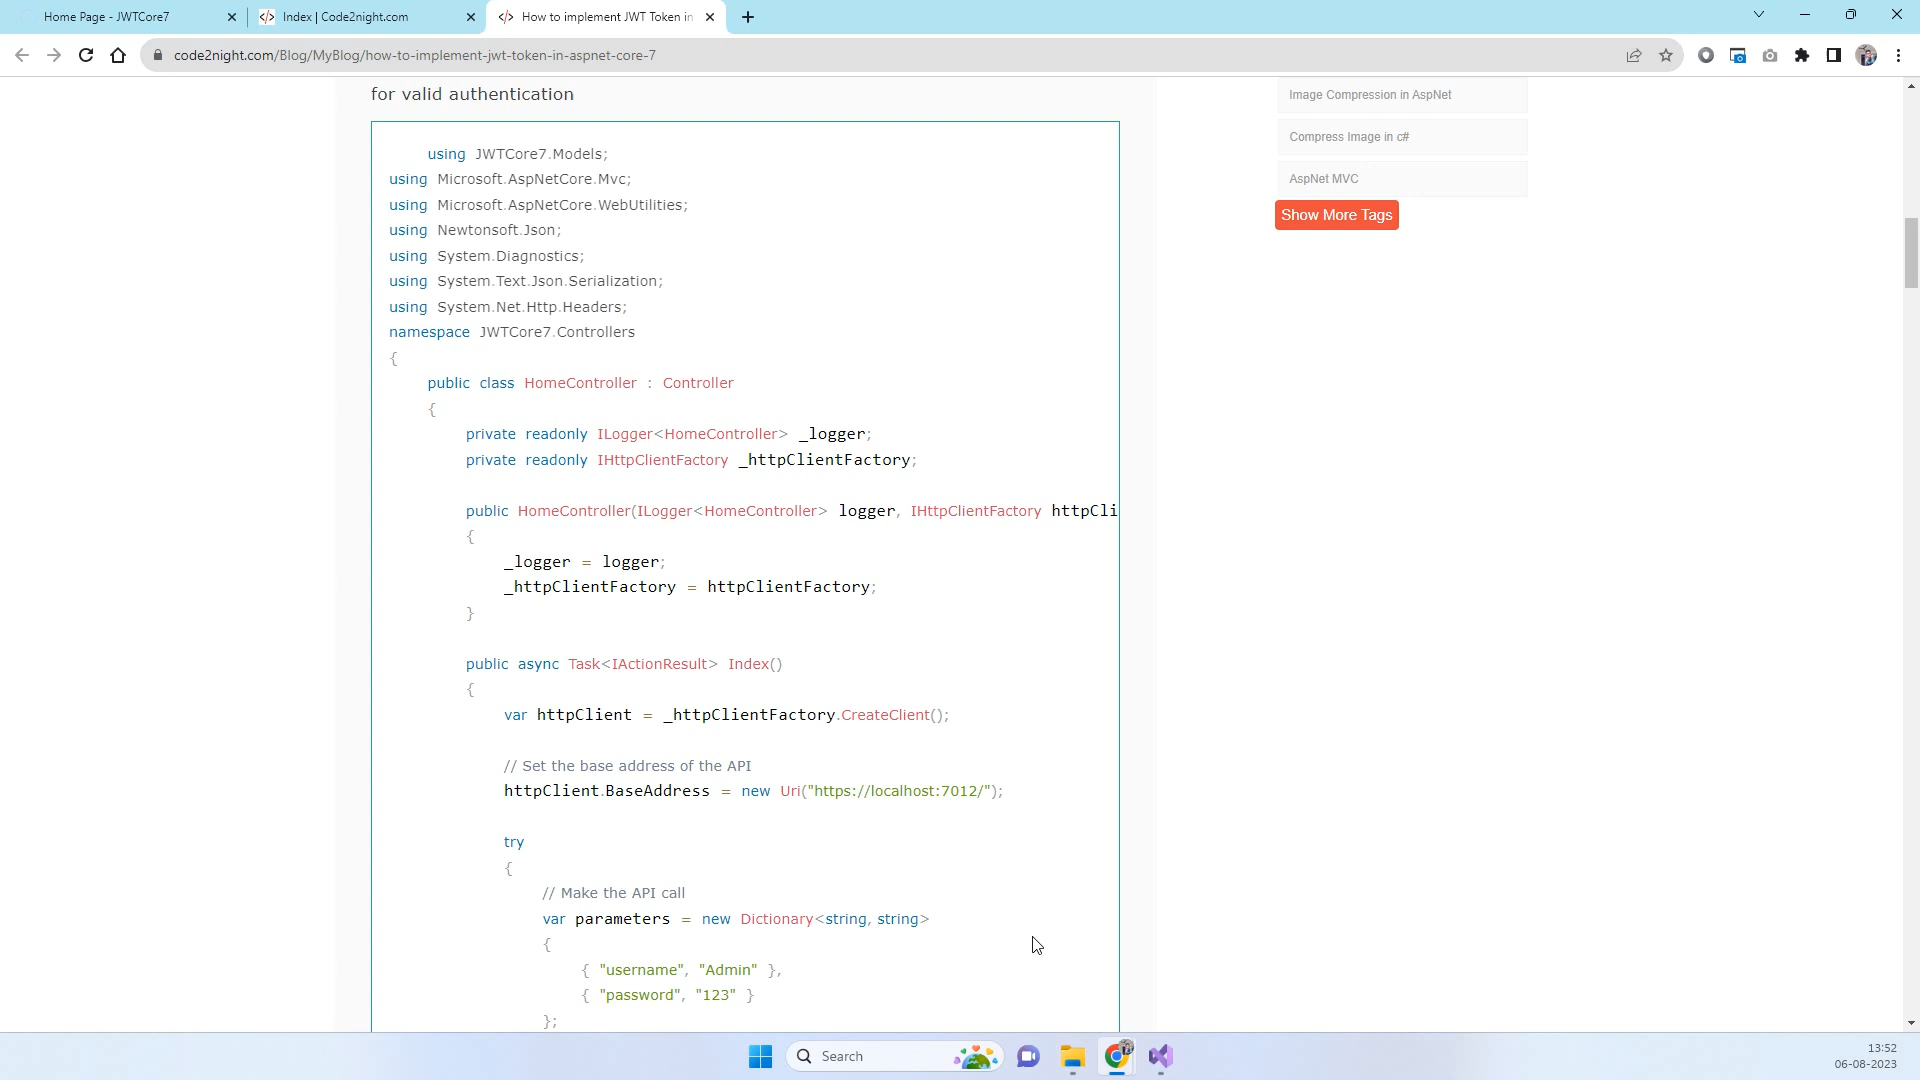 Home Page - JWTCore7
Index | Code2night.com
How to implement JWT Token in
code2night.com/Blog/MyBlog/how-to-implement-jwt-token-in-aspnet-core-7
for valid authentication
using JWTCore7.Models;
using Microsoft.AspNetCore.Mvc;
using Microsoft.AspNetCore.WebUtilities;
using Newtonsoft.Json;
using System.Diagnostics;
using System.Text.Json.Serialization;
using System.Net.Http.Headers;
namespace JWTCore7.Controllers
{
public class HomeController : Controller
{
private readonly ILogger<HomeController> _logger;
private readonly IHttpClientFactory _httpClientFactory;
public HomeController(ILogger<HomeController> logger, IHttpClientFactory httpCli
{
_logger = logger;
_httpClientFactory = httpClientFactory;
}
public async Task<IActionResult> Index()
{
var httpClient = _httpClientFactory.CreateClient();
// Set the base address of the API
httpClient.BaseAddress = new Uri("https://localhost:7012/");
try
{
// Make the API call
var parameters = new Dictionary<string, string>
{
{ "username", "Admin" },
{ "password", "123" }
};
Image Compression in AspNet
Compress Image in c#
AspNet MVC
Show More Tags
Search
13:52
06-08-2023